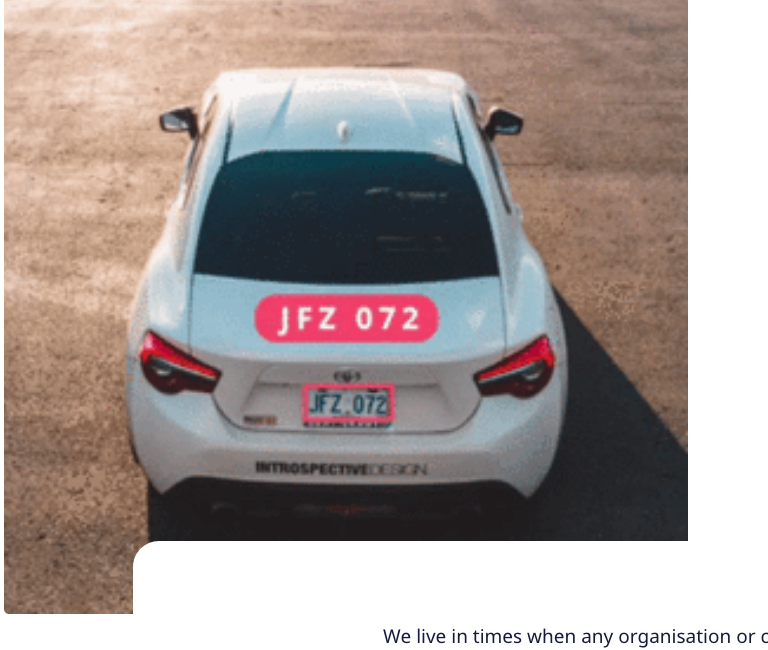 JFZ 072
JFZ 072
INTROSPECTIVEDESIGN
We live in times when any organisation or